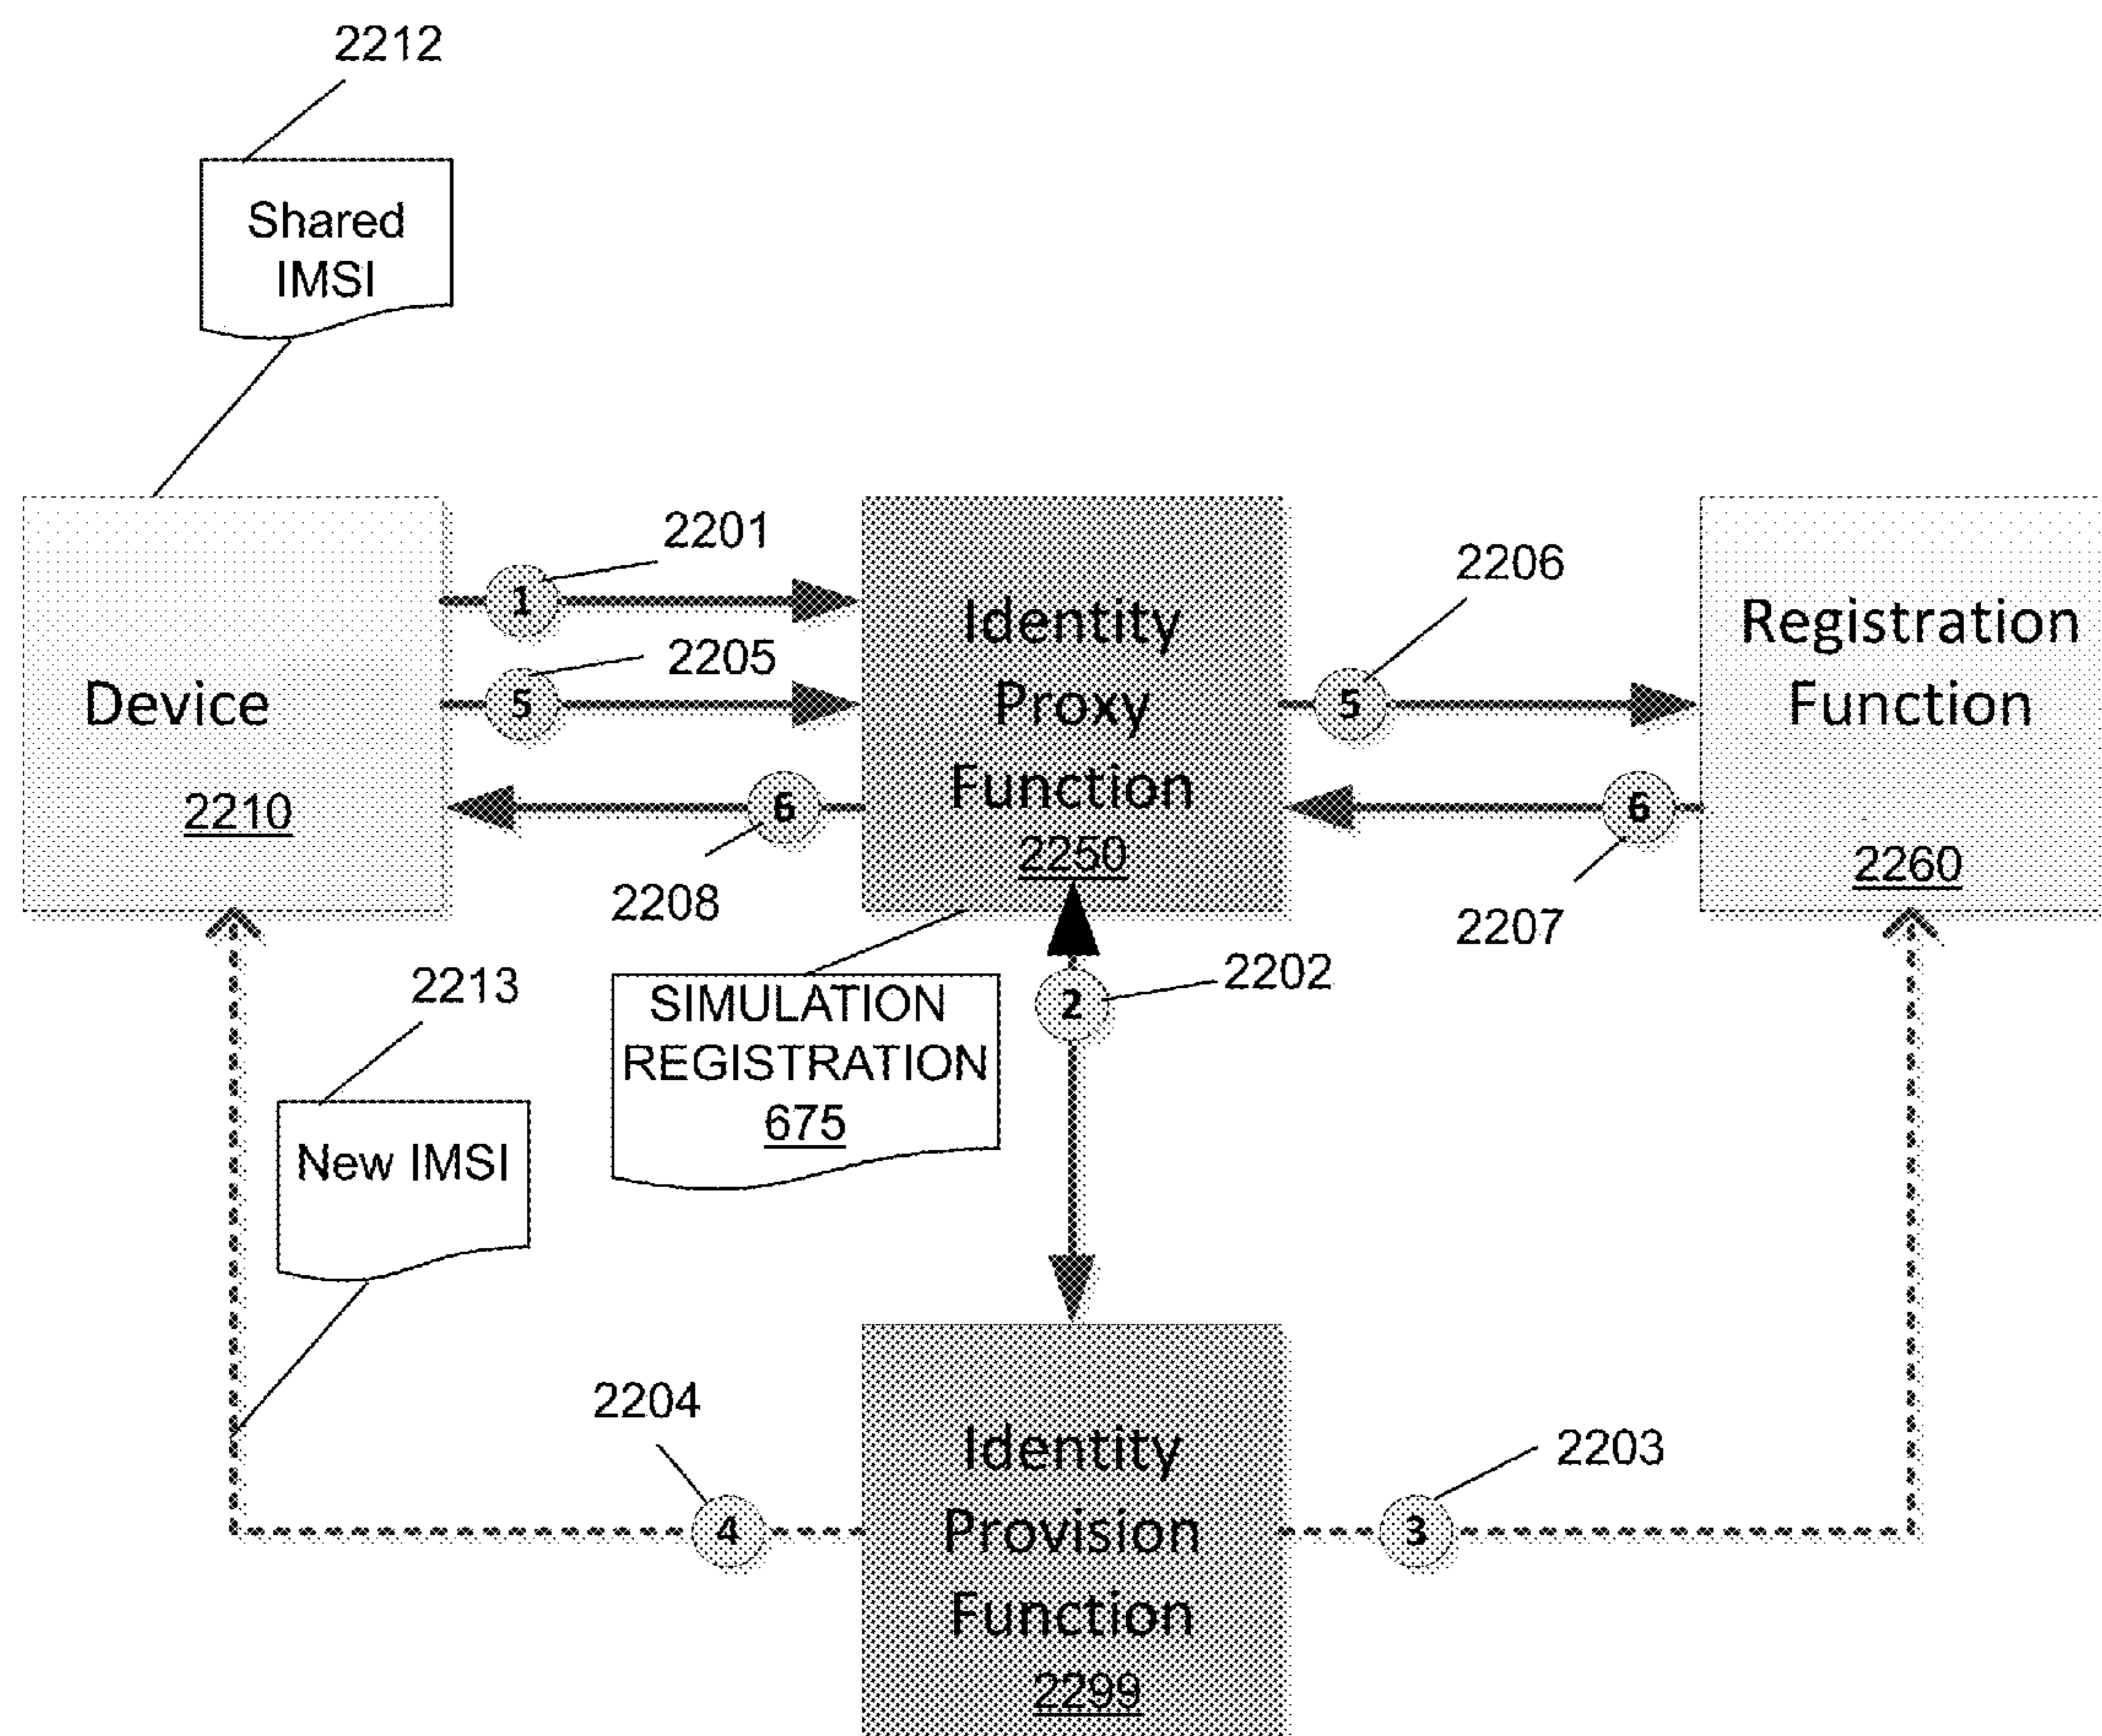 2212
Shared
IMSI
2201
1
2205
5
Device
2210
6
2208
Identity
Proxy
Function
2250
2206
5
Registration
Function
2260
6
2207
2213
New IMSI
SIMULATION
REGISTRATION
675
2
2202
2204
4
Identity
Provision
Function
2299
2203
3